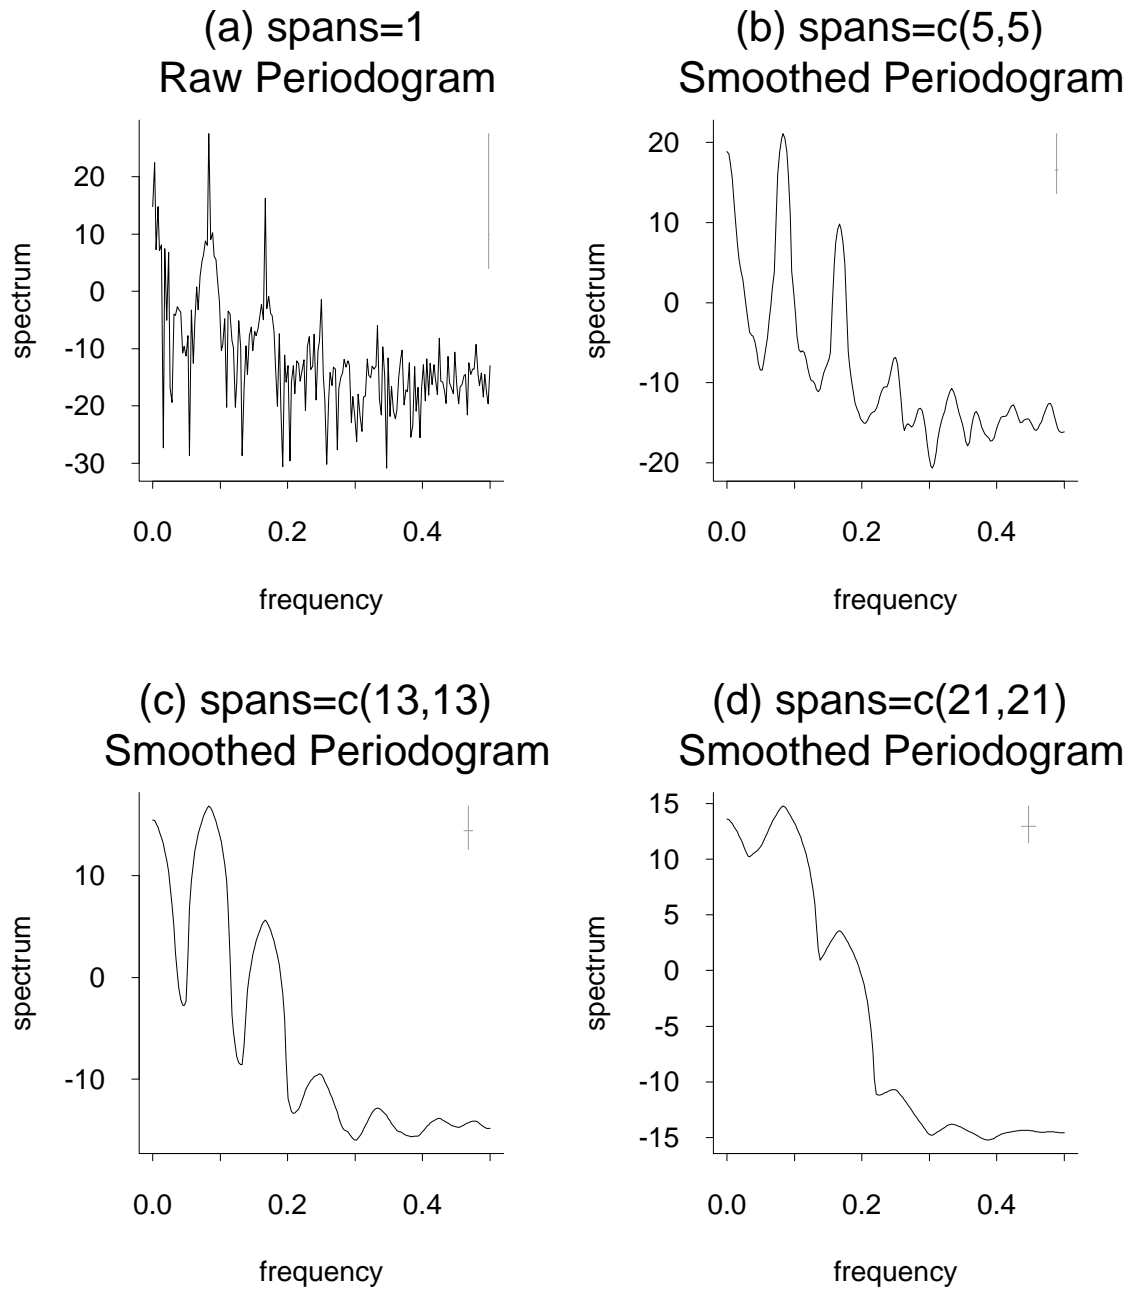 (a) spans=1
Raw Periodogram
spectrum
20
10
0
-10
-20
-30
0.0 0.2 0.4
frequency
(b) spans=c(5,5)
Smoothed Periodogram
spectrum
20
10
0
-10
-20
0.0 0.2 0.4
frequency
(c) spans=c(13,13)
Smoothed Periodogram
spectrum
10
0
-10
0.0 0.2 0.4
frequency
(d) spans=c(21,21)
Smoothed Periodogram
spectrum
15
10
5
0
-5
-10
-15
0.0 0.2 0.4
frequency